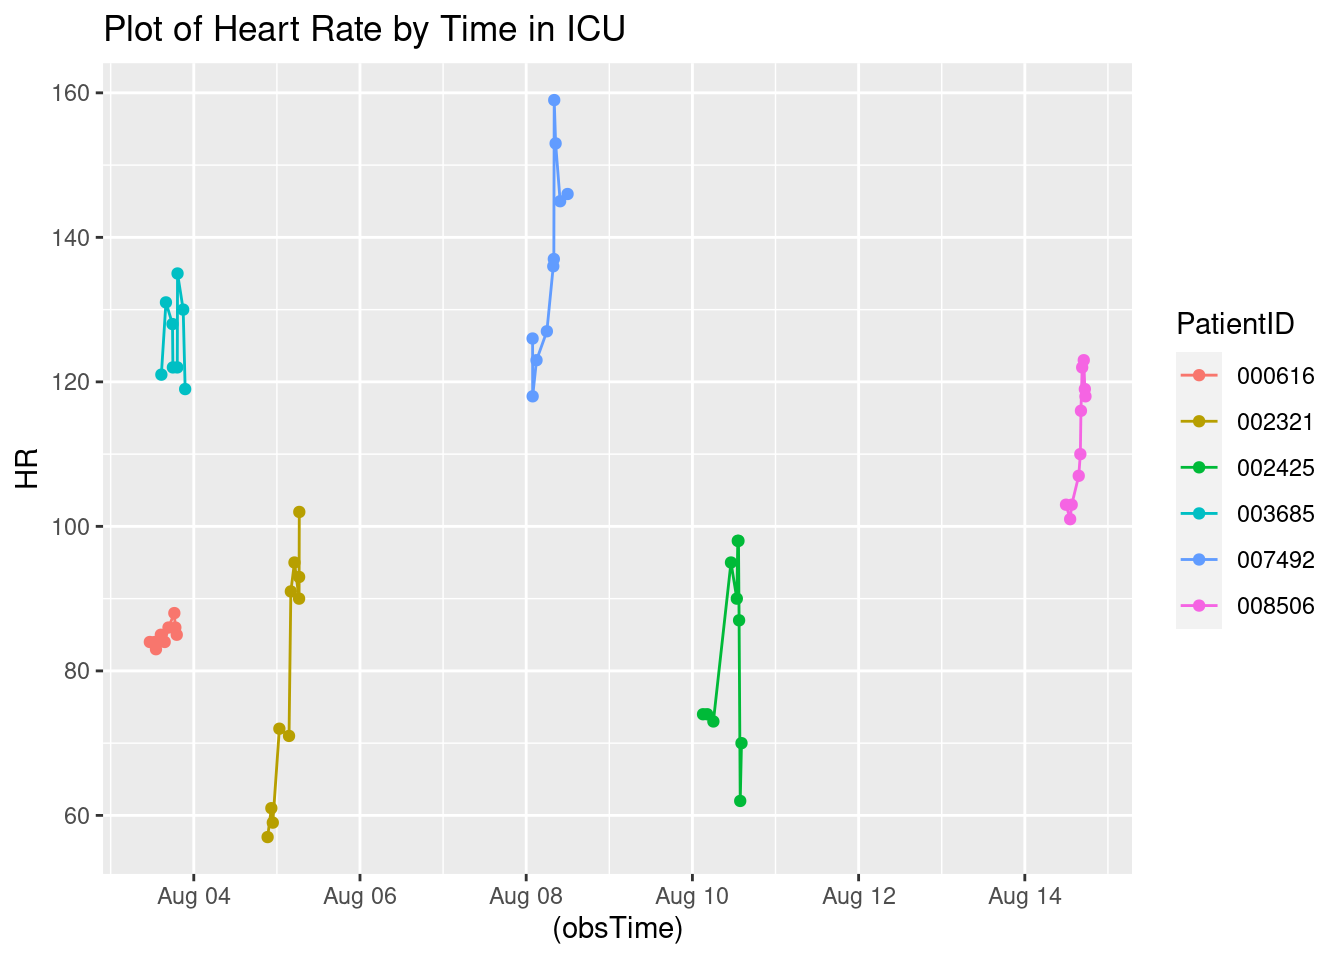 Plot of Heart Rate by Time in ICU
160
140
120
100
80
60
HR
Aug 04 Aug 06 Aug 08 Aug 10 Aug 12 Aug 14
(obsTime)
PatientID
000616
002321
002425
003685
007492
008506